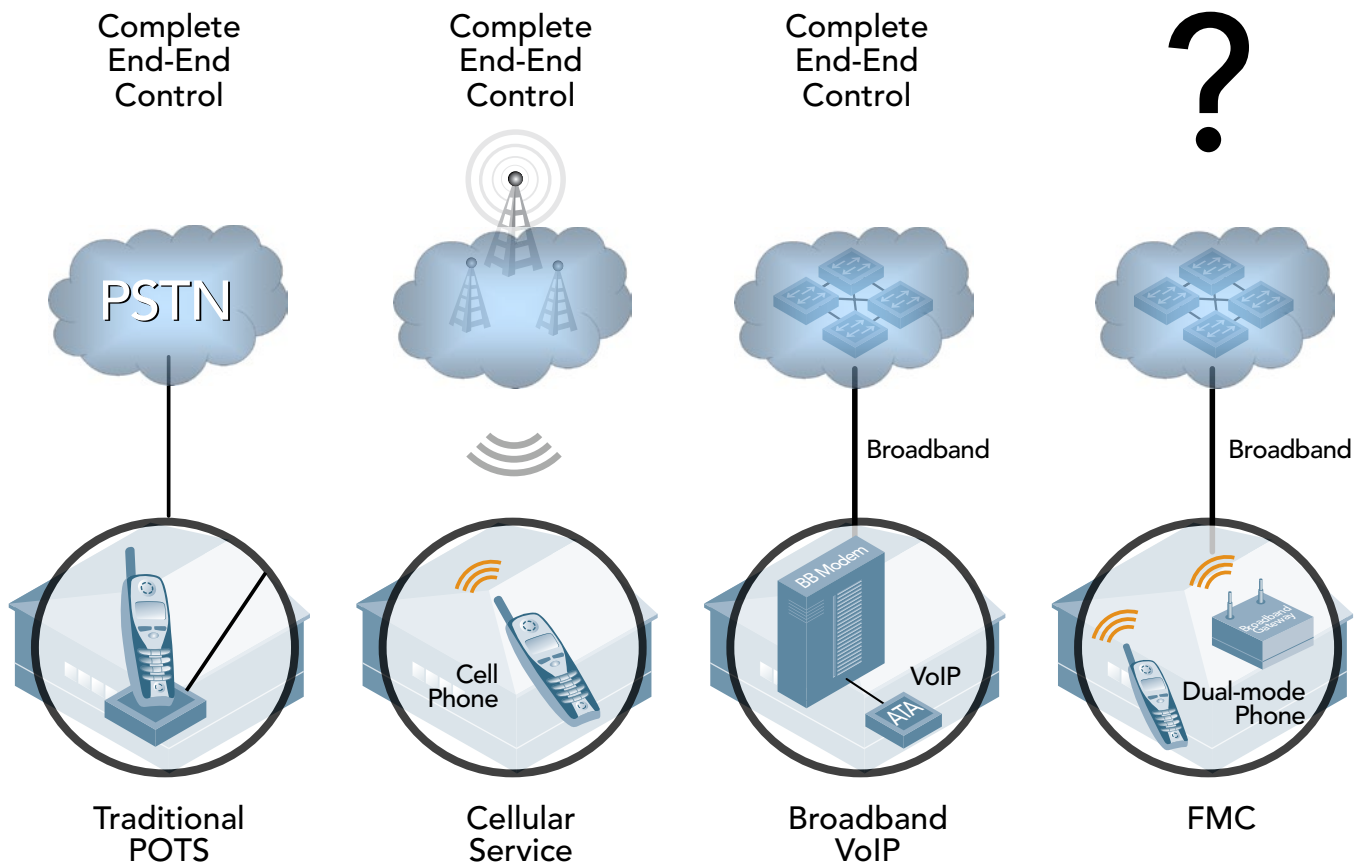 Complete
End-End
Control
Complete
End-End
Control
Complete
End-End
Control
?
PSTN
Broadband
Broadband
Cell
Phone
BB Modem
VoIP
ATA
Broadband
Gateway
Dual-mode
Phone
Traditional
POTS
Cellular
Service
Broadband
VoIP
FMC